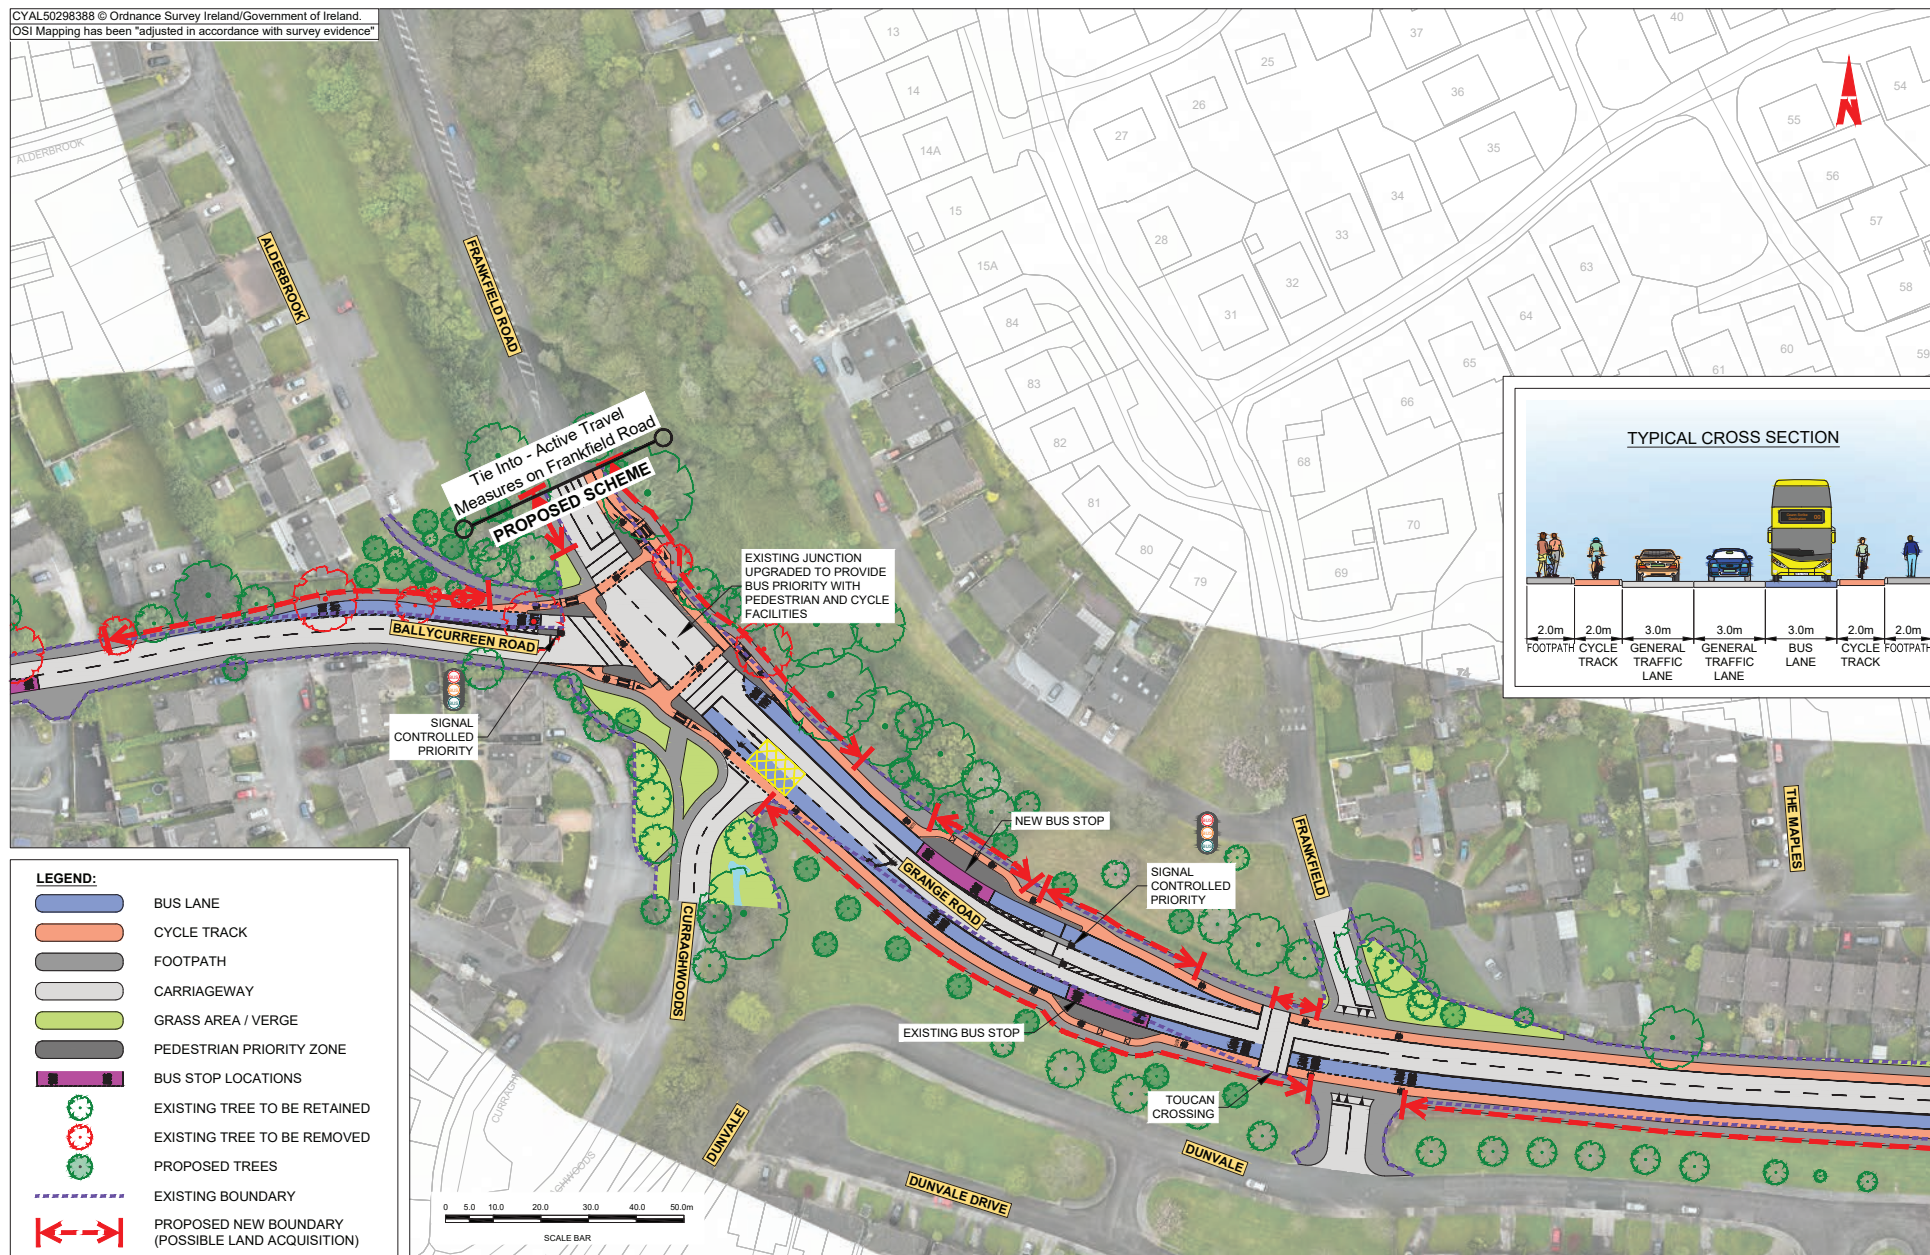 CYAL50298388 © Ordnance Survey Ireland/Government of Ireland.
OSI Mapping has been "adjusted in accordance with survey evidence"
13
14
14A
15
15A
25
26
27
28
31
32
33
34
35
36
37
40
54
55
56
57
58
59
60
61
63
64
65
66
68
69
70
74
79
80
81
82
83
84
ALDERBROOK
ALDERBROOK
FRANKFIELD ROAD
Tie Into - Active Travel
Measures on Frankfield Road
PROPOSED SCHEME
EXISTING JUNCTION
UPGRADED TO PROVIDE
BUS PRIORITY WITH
PEDESTRIAN AND CYCLE
FACILITIES
BALLYCURREEN ROAD
SIGNAL
CONTROLLED
PRIORITY
NEW BUS STOP
GRANGE ROAD
SIGNAL
CONTROLLED
PRIORITY
FRANKFIELD
THE MAPLES
CURRAGHWOODS
EXISTING BUS STOP
TOUCAN
CROSSING
DUNVALE
DUNVALE
DUNVALE DRIVE
N
TYPICAL CROSS SECTION
2.0m
2.0m
3.0m
3.0m
3.0m
2.0m
2.0m
FOOTPATH
CYCLE
TRACK
GENERAL
TRAFFIC
LANE
GENERAL
TRAFFIC
LANE
BUS
LANE
CYCLE
TRACK
FOOTPATH
LEGEND:
BUS LANE
CYCLE TRACK
FOOTPATH
CARRIAGEWAY
GRASS AREA / VERGE
PEDESTRIAN PRIORITY ZONE
BUS STOP LOCATIONS
EXISTING TREE TO BE RETAINED
EXISTING TREE TO BE REMOVED
PROPOSED TREES
EXISTING BOUNDARY
PROPOSED NEW BOUNDARY
(POSSIBLE LAND ACQUISITION)
0 5.0 10.0 20.0 30.0 40.0 50.0m
SCALE BAR